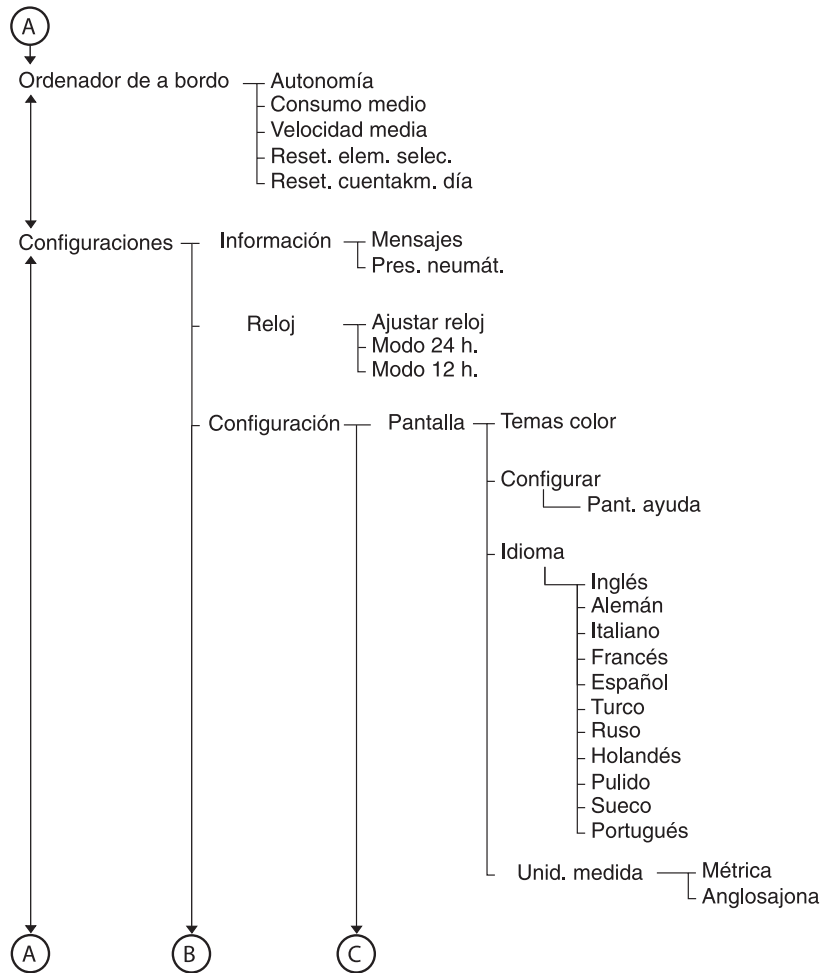 A
Ordenador de a bordo
Autonomía
Consumo medio
Velocidad media
Reset. elem. selec.
Reset. cuentakm. día
Configuraciones
Información
Mensajes
Pres. neumát.
Reloj
Ajustar reloj
Modo 24 h.
Modo 12 h.
Configuración
Pantalla
Temas color
Configurar
Pant. ayuda
Idioma
Inglés
Alemán
Italiano
Francés
Español
Turco
Ruso
Holandés
Pulido
Sueco
Portugués
Unid. medida
Métrica
Anglosajona
A
B
C